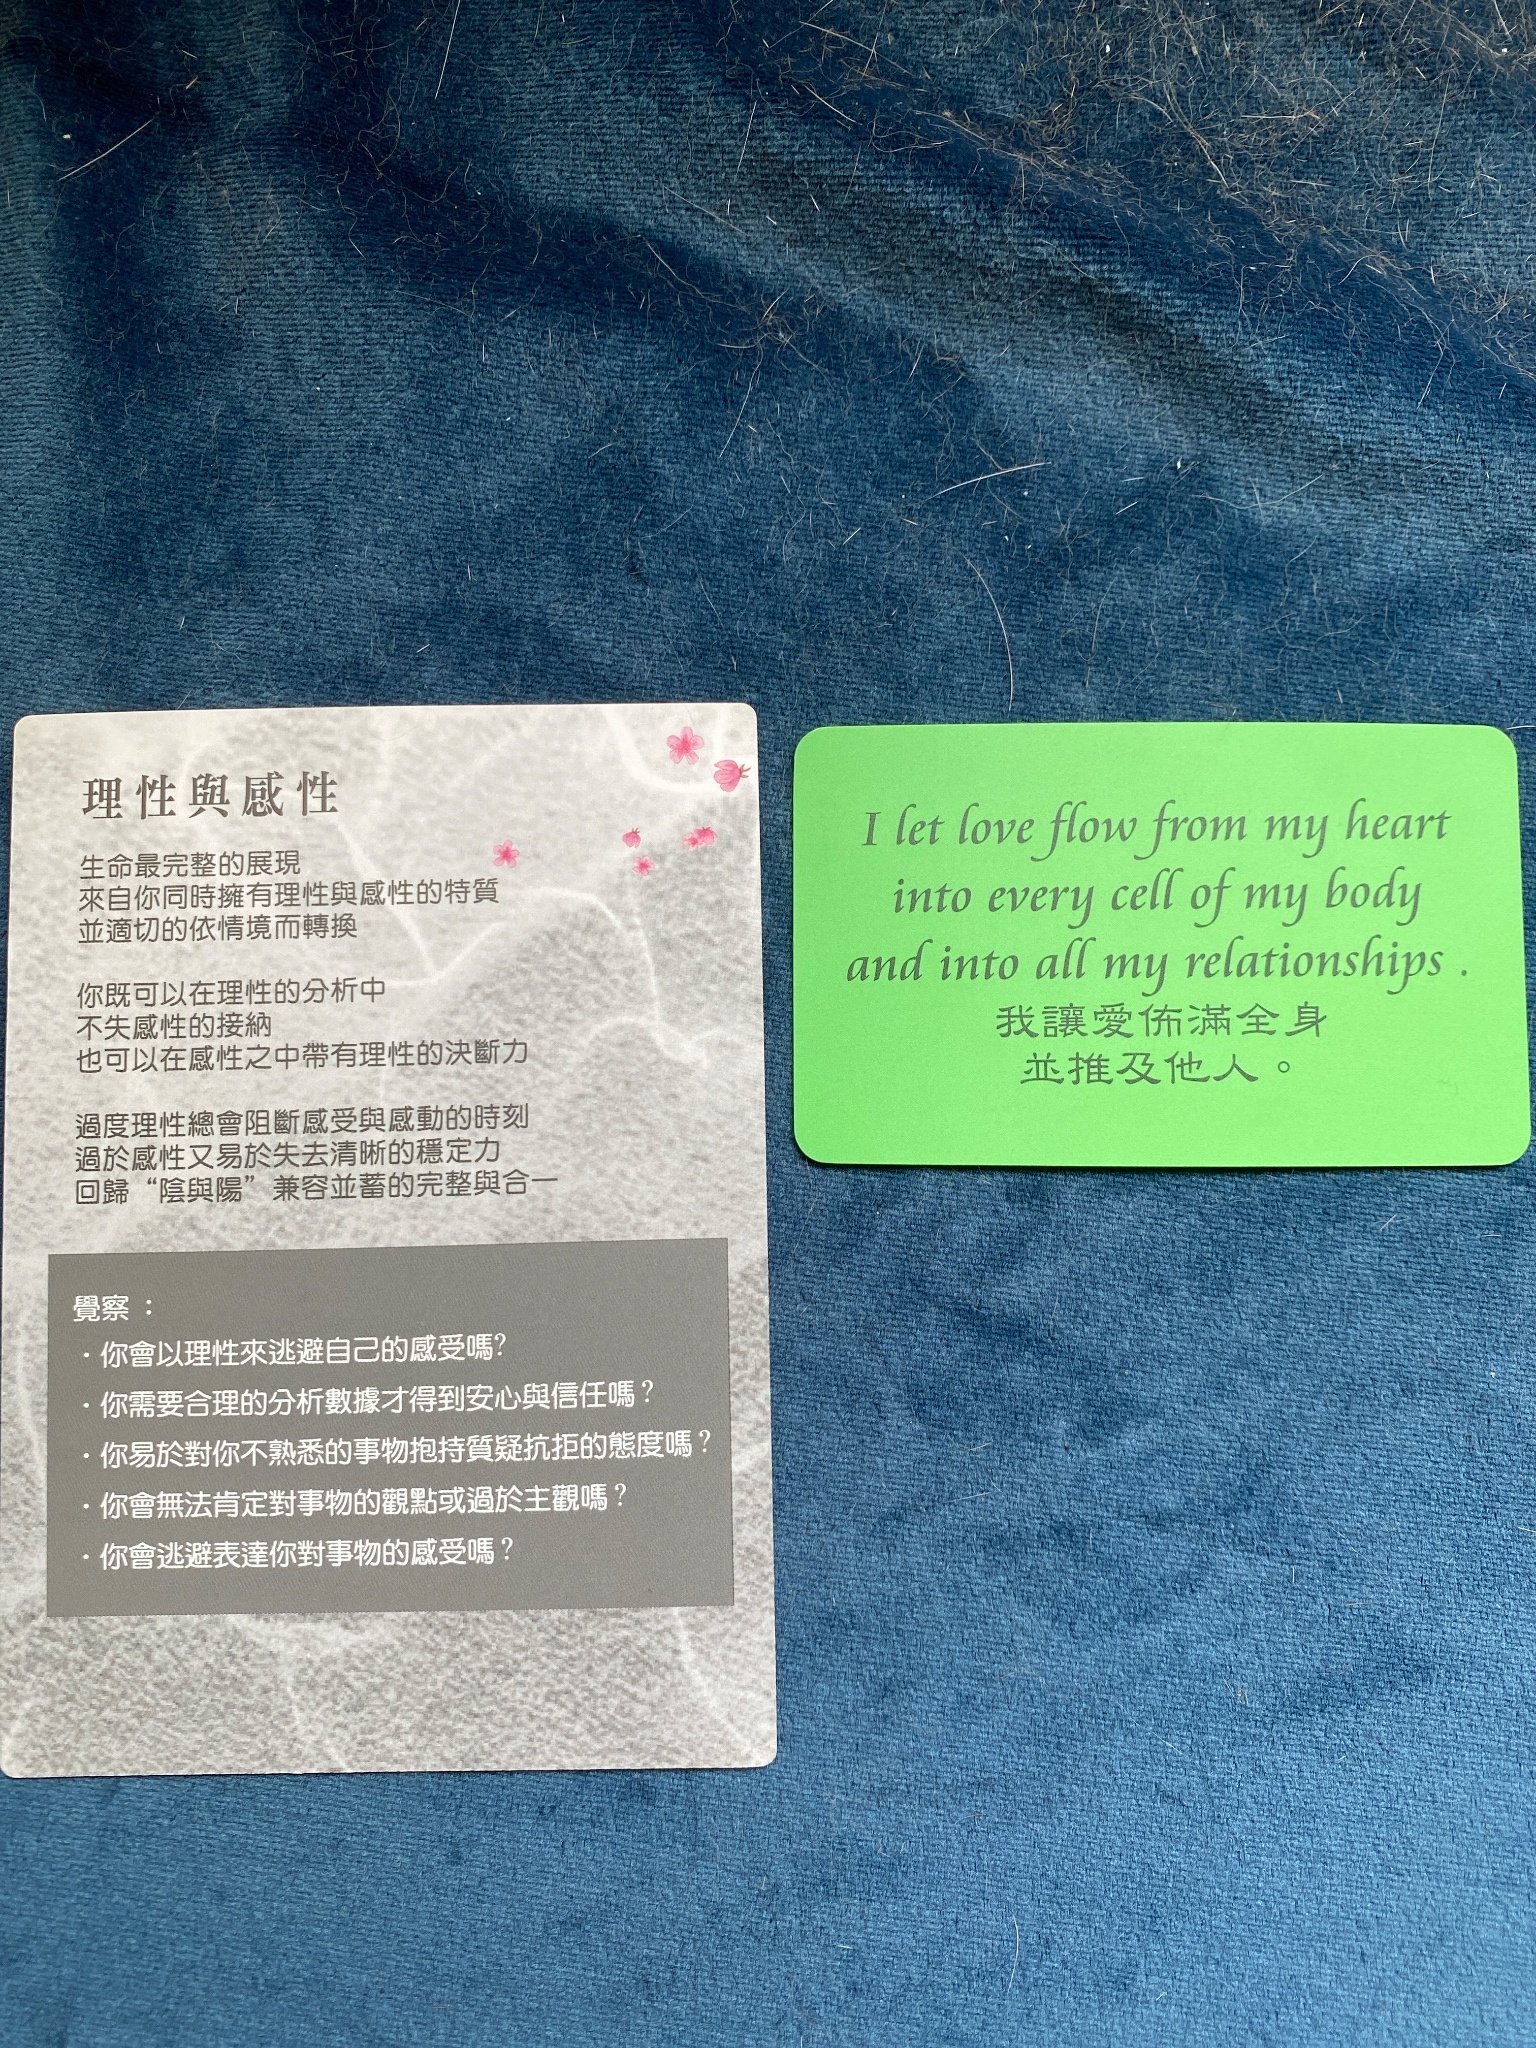 理性與感性
生命最完整的展現
來自你同時擁有理性與感性的特質
並適切的依情境而轉換
你既可以在理性的分析中
不失感性的接納
也可以在感性之中帶有理性的決斷力
過度理性總會阻斷感受與感動的時刻
過於感性又易於失去清晰的穩定力
回歸“陰與陽”兼容並蓄的完整與合一
覺察：
·你會以理性來逃避自己的感受嗎?
·你需要合理的分析數據才得到安心與信任嗎？
·你易於對你不熟悉的事物抱持質疑抗拒的態度嗎？
·你會無法肯定對事物的觀點或過於主觀嗎？
·你會逃避表達你對事物的感受嗎？
I let love flow from my heart
into every cell of my body
and into all my relationships .
我讓愛佈滿全身
並推及他人。